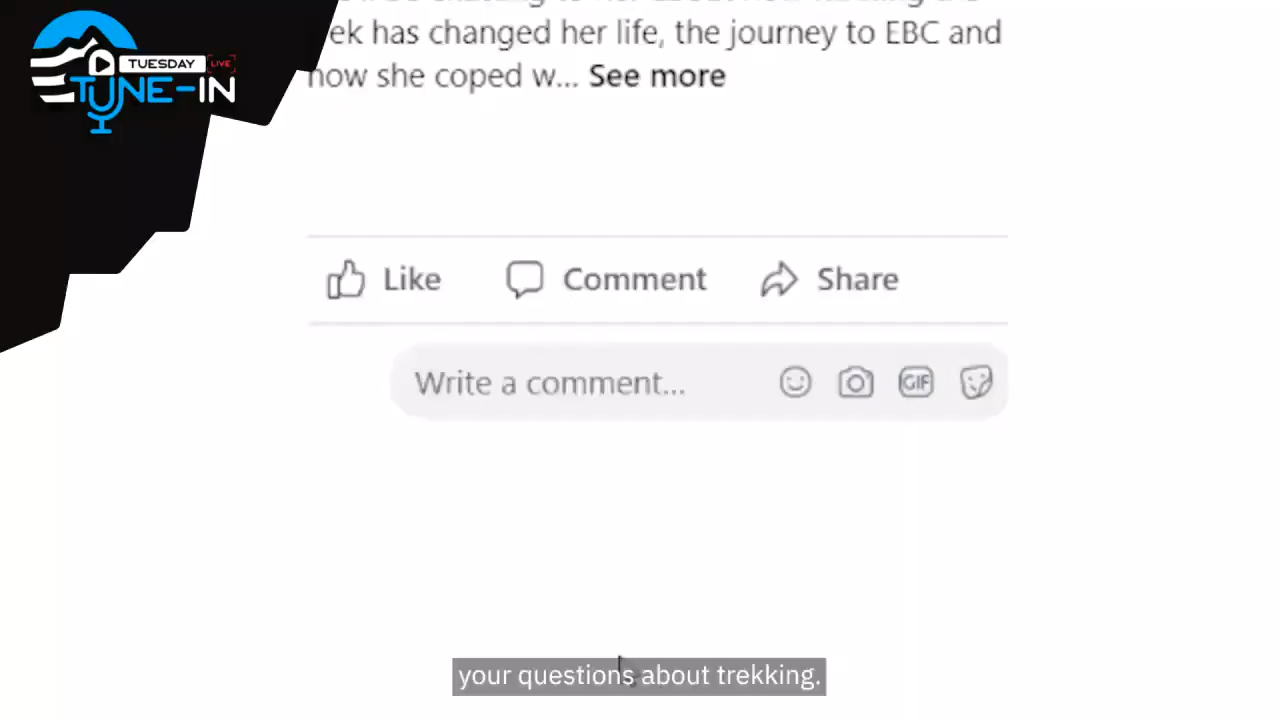 TUESDAY LIVE
TUNE-IN
has changed her life, the journey to EBC and
how she coped w... See more
Like Comment Share
Write a comment... GIF
your questions about trekking.